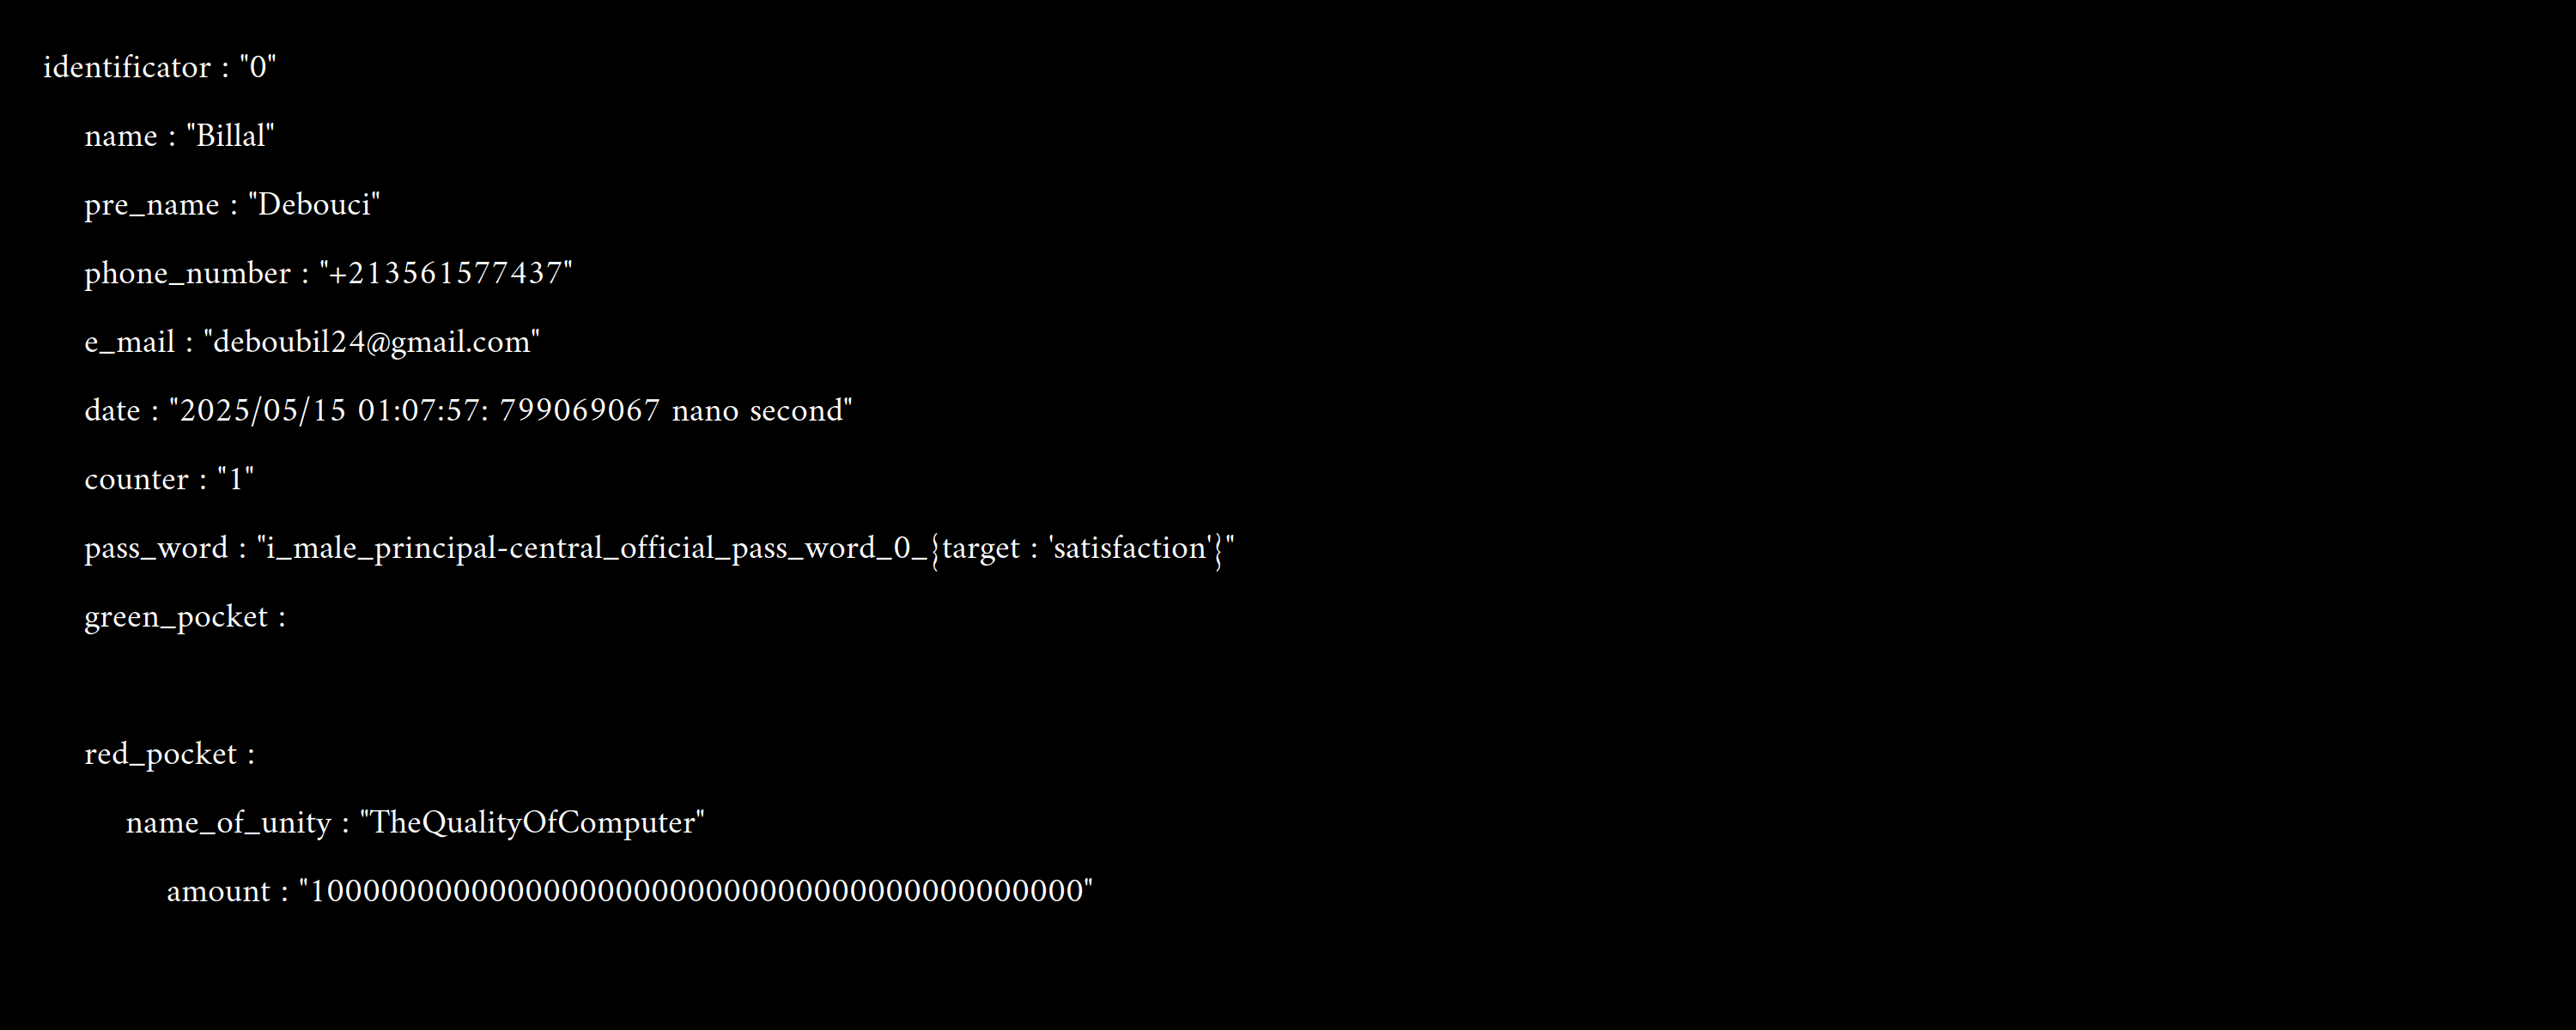 identificator : "0"
name : "Billal"
pre_name : "Debouci"
phone_number : "+213561577437"
e_mail : "deboubil24@gmail.com"
date : "2025/05/15 01:07:57: 799069067 nano second"
counter : "1"
pass_word : "i_male_principal-central_official_pass_word_0_{target : 'satisfaction'}"
green_pocket :
red_pocket :
name_of_unity : "TheQualityOfComputer"
amount : "1000000000000000000000000000000000000000000"